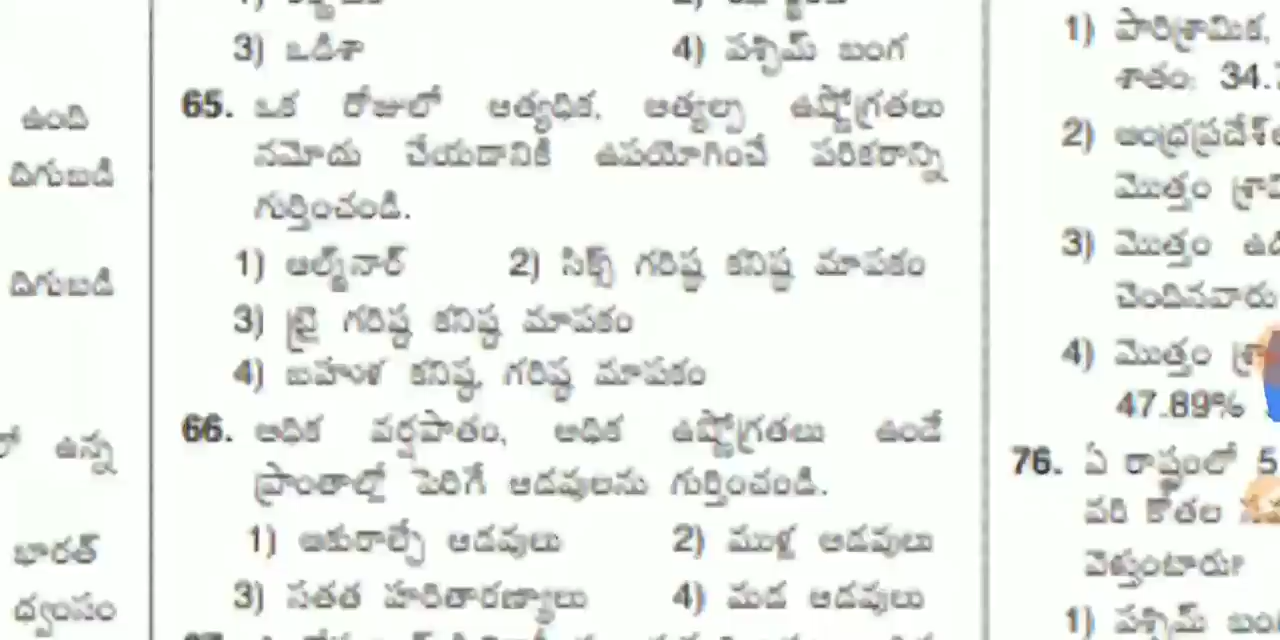 ఉంది
దిగుబడి
దిగుబడి
ఉన్న
భారత్
ధ్వంసం
3) ఒడిశా 4) పశ్చిమ్ బంగ
65. ఒక రోజులో అత్యధిక, అత్యల్ప ఉష్ణోగ్రతలు
నమోదు చేయడానికి ఉపయోగించే పరికరాన్ని
గుర్తించండి.
1) ఆల్ట్‌నార్ 2) సిక్స్ గరిష్ఠ కనిష్ఠ మాపకం
3) ట్రై గరిష్ఠ కనిష్ఠ మాపకం
4) బహుళ కనిష్ఠ, గరిష్ఠ మాపకం
66. అధిక వర్షపాతం, అధిక ఉష్ణోగ్రతలు ఉండే
ప్రాంతాల్లో పెరిగే అడవులను గుర్తించండి.
1) ఆకురాల్చే అడవులు 2) ముళ్ల అడవులు
3) సతత హరితారణ్యాలు 4) మడ అడవులు
1) పారిశ్రామిక,
శాతం: 34.
2) ఆంధ్రప్రదేశ్
మొత్తం
3) మొత్తం
చెందినవారు
4) మొత్తం
47.89%
76. ఏ రాష్ట్రంలో 5
వరి కోతల
వెళ్తుంటారు?
1) పశ్చిమ్